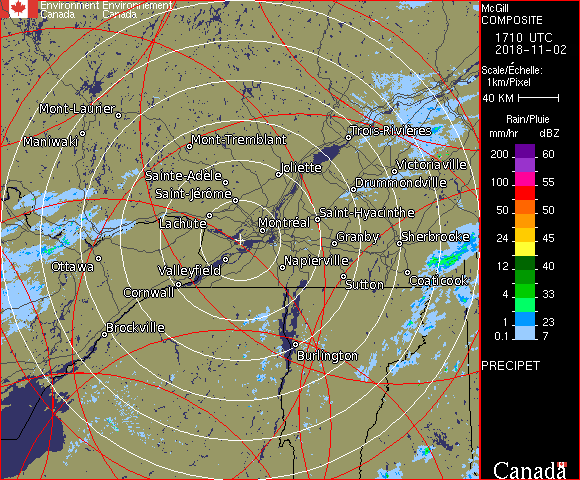 Environment Environnement
Canada Canada
McGill
COMPOSITE
1710 UTC
2018-11-02
Scale/Échelle:
1km/Pixel
40 KM
Rain/Pluie
mm/hr dBZ
200 60
100 55
50 50
24 45
12 40
4 33
1 23
0.1 7
PRECIPET
Canada
Mont-Laurier
Maniwaki
Mont-Tremblant
Trois-Rivières
Joliette
Victoriaville
Sainte-Adèle
Drummondville
Saint-Jérôme
Lachute
Saint-Hyacinthe
Montréal
Granby
Sherbrooke
Ottawa
Valleyfield
Napierville
Coaticook
Cornwall
Sutton
Brockville
Burlington